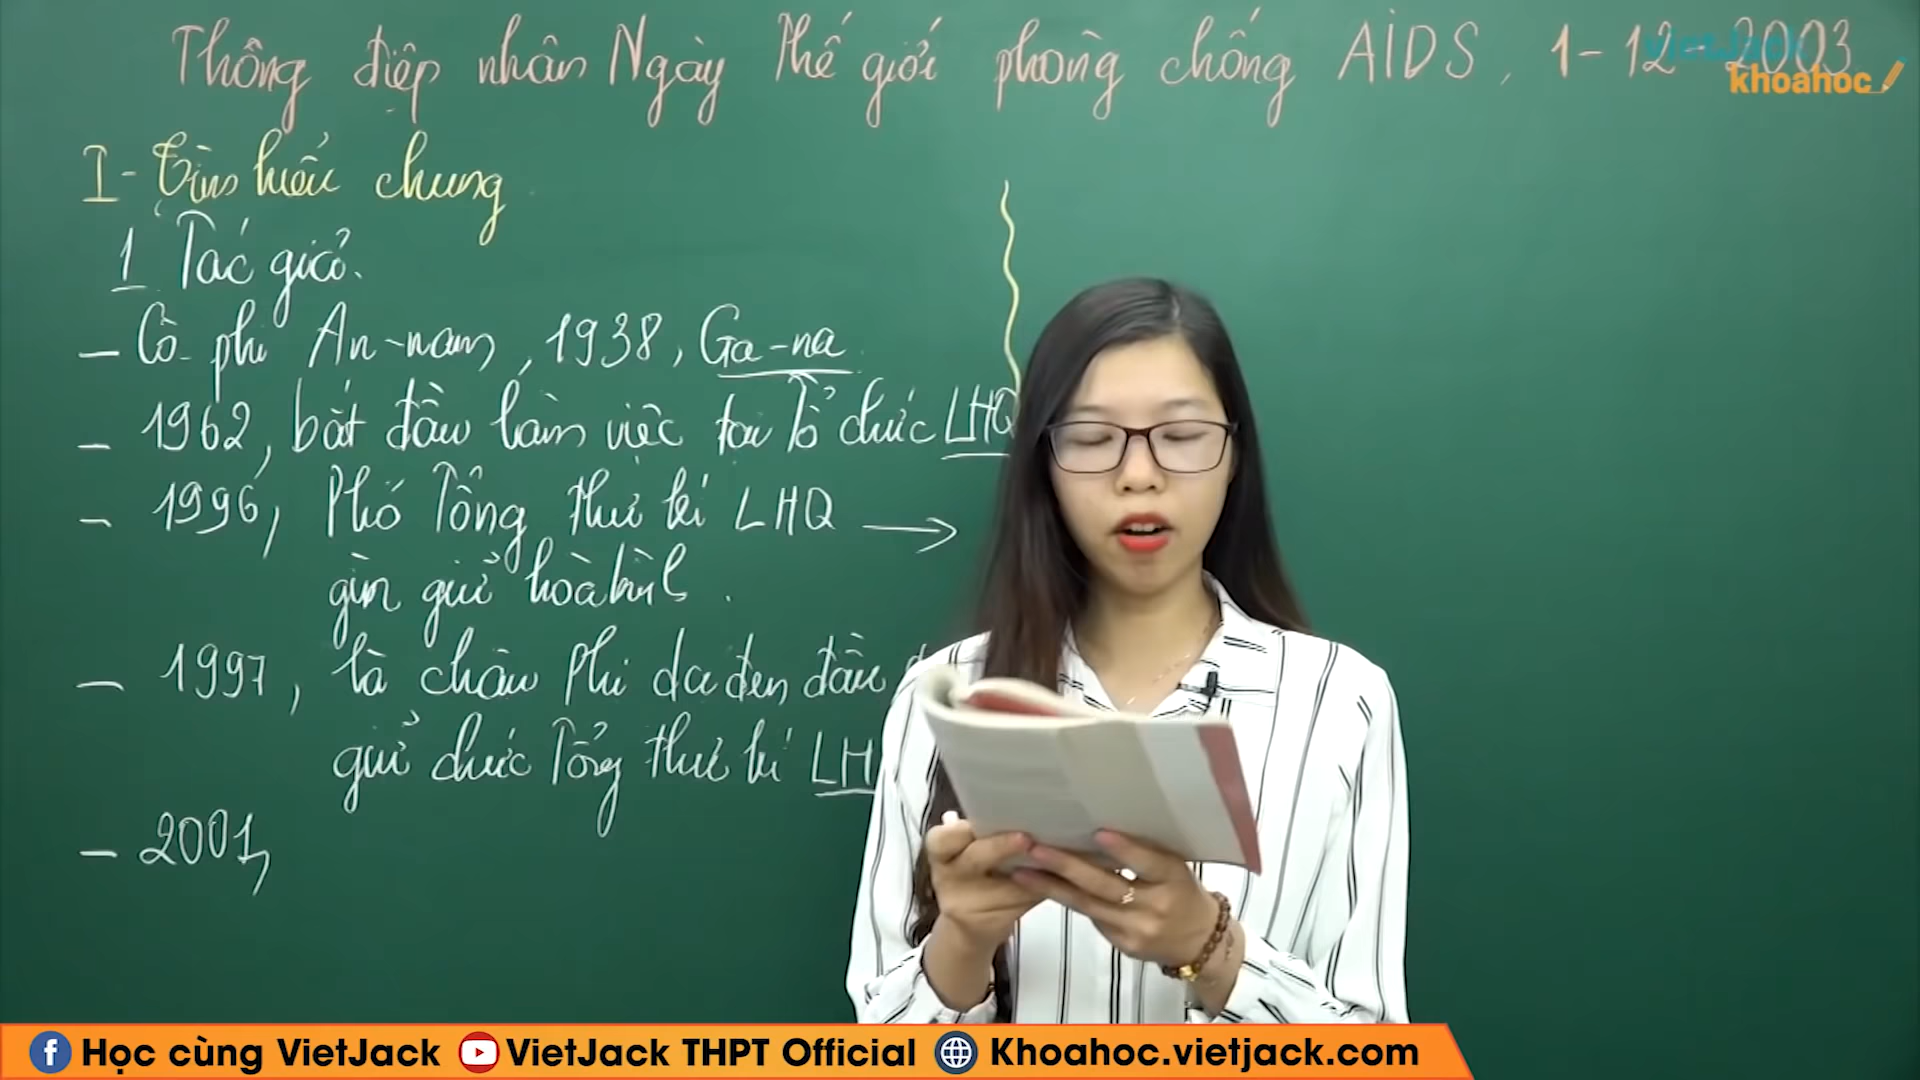 Thông điệp nhân Ngày thế giới phòng chống AIDS, 1-12-2003
vietJack
khoahoc
I- Tìm hiểu chung
1 Tác giả.
– Cô-phi An-nam, 1938, Ga-na
– 1962, bắt đầu làm việc tại Tổ chức LHQ
– 1996, Phó Tổng thư kí LHQ →
gìn giữ hoà bình.
– 1997, là châu Phi da đen đầu
giữ chức Tổng thư kí LH
– 2001,
Học cùng VietJack VietJack THPT Official Khoahoc.vietjack.com